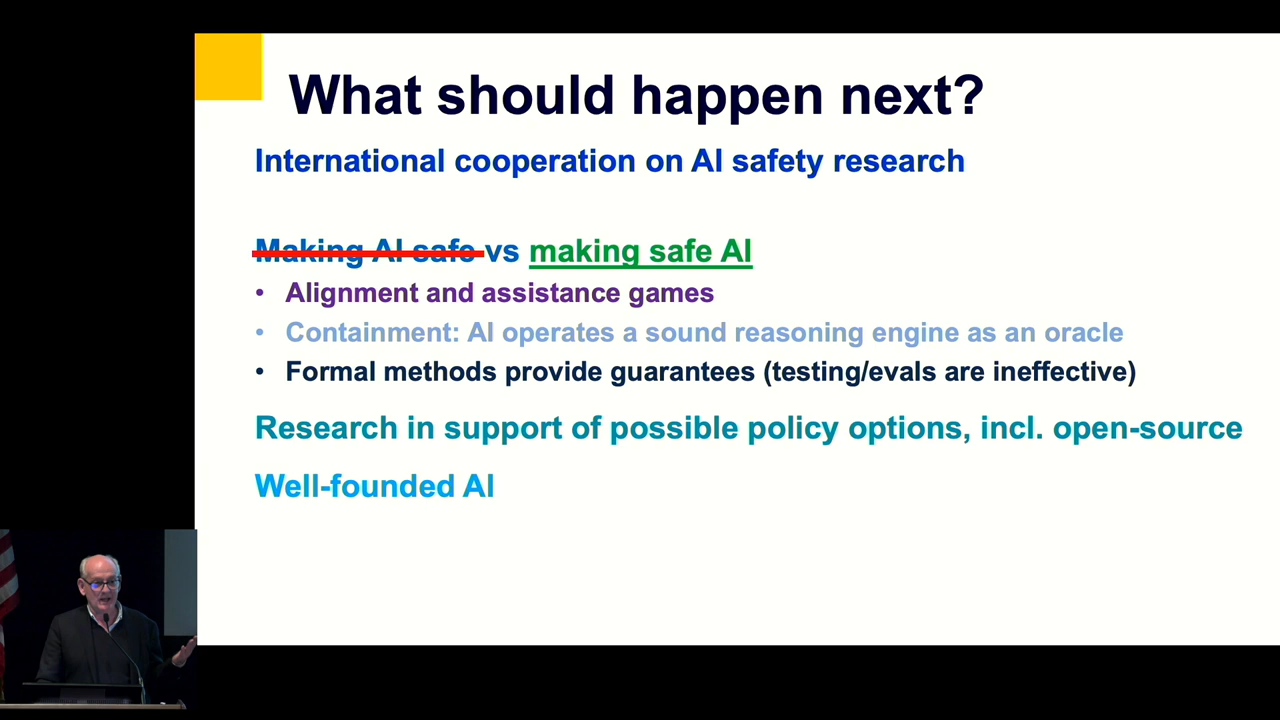 What should happen next?
International cooperation on AI safety research
Making AI safe vs making safe AI
• Alignment and assistance games
• Containment: AI operates a sound reasoning engine as an oracle
• Formal methods provide guarantees (testing/evals are ineffective)
Research in support of possible policy options, incl. open-source
Well-founded AI